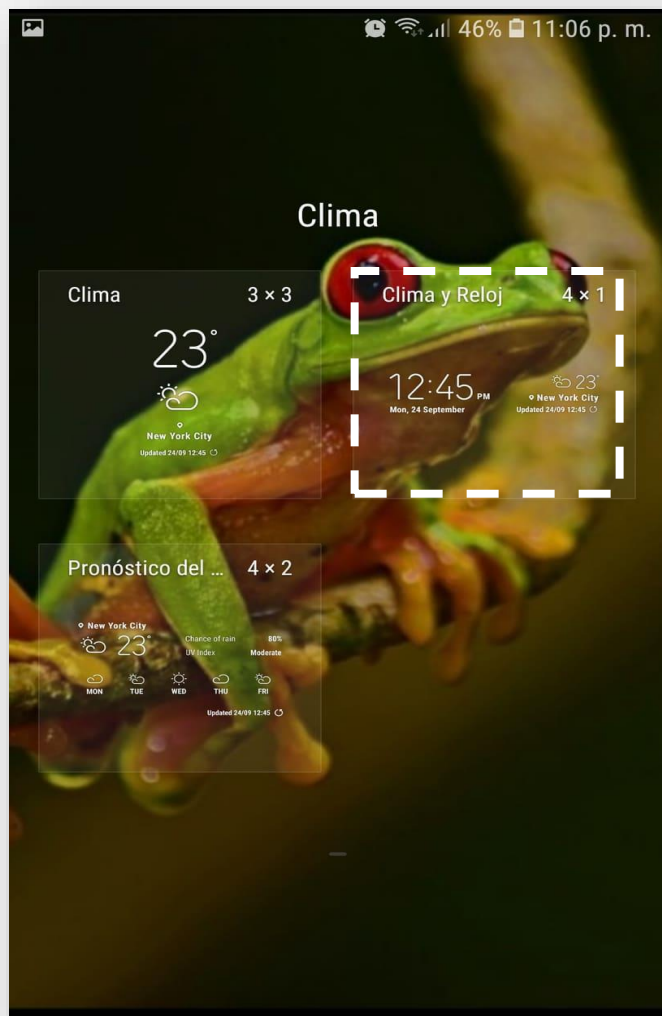 46% 11:06 p. m.
Clima
Clima 3 × 3
23°
New York City
Updated 24/09 12:45
Clima y Reloj 4 × 1
12:45 PM
Mon, 24 September
23°
New York City
Updated 24/09 12:45
Pronóstico del ... 4 × 2
New York City
23°
Chance of rain 80%
UV Index Moderate
MON TUE WED THU FRI
Updated 24/09 12:45